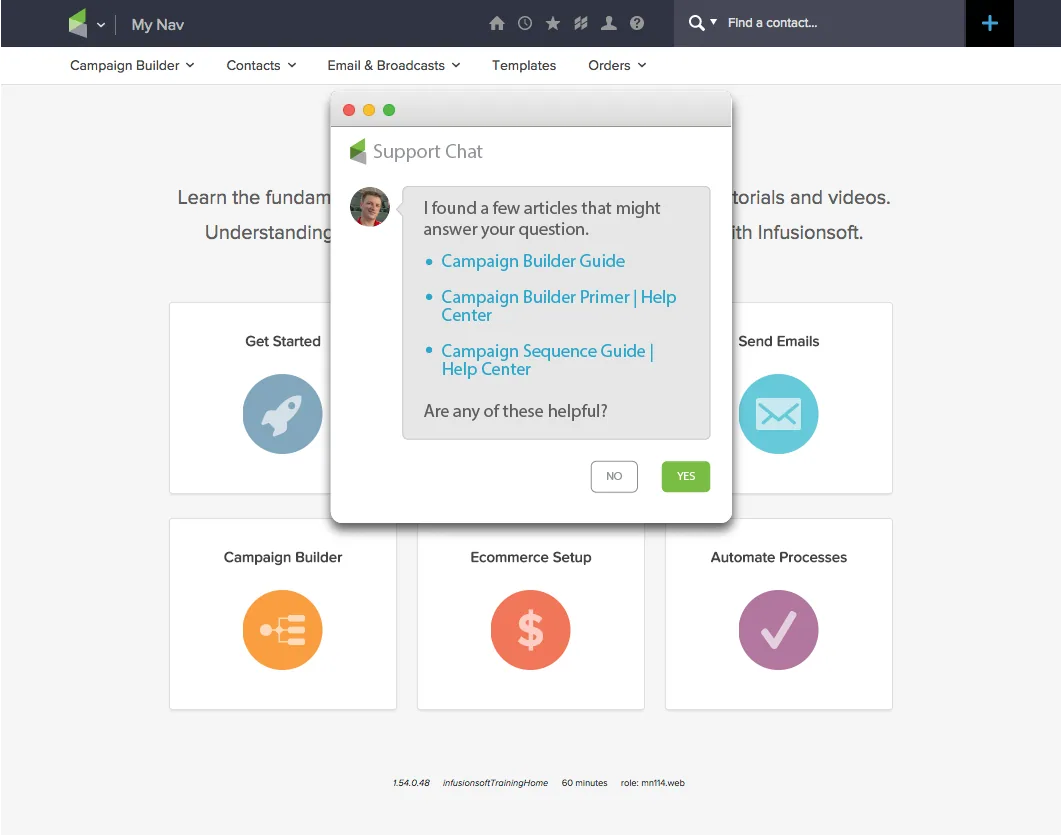 My Nav
Find a contact...
Campaign Builder
Contacts
Email & Broadcasts
Templates
Orders
Support Chat
I found a few articles that might
answer your question.
Campaign Builder Guide
Campaign Builder Primer | Help
Center
Campaign Sequence Guide |
Help Center
Are any of these helpful?
NO
YES
Learn the fundam
torials and videos.
Understanding
ith Infusionsoft.
Get Started
Send Emails
Campaign Builder
Ecommerce Setup
$
Automate Processes
1.54.0.48 infusionsoftTrainingHome 60 minutes role: mn114.web